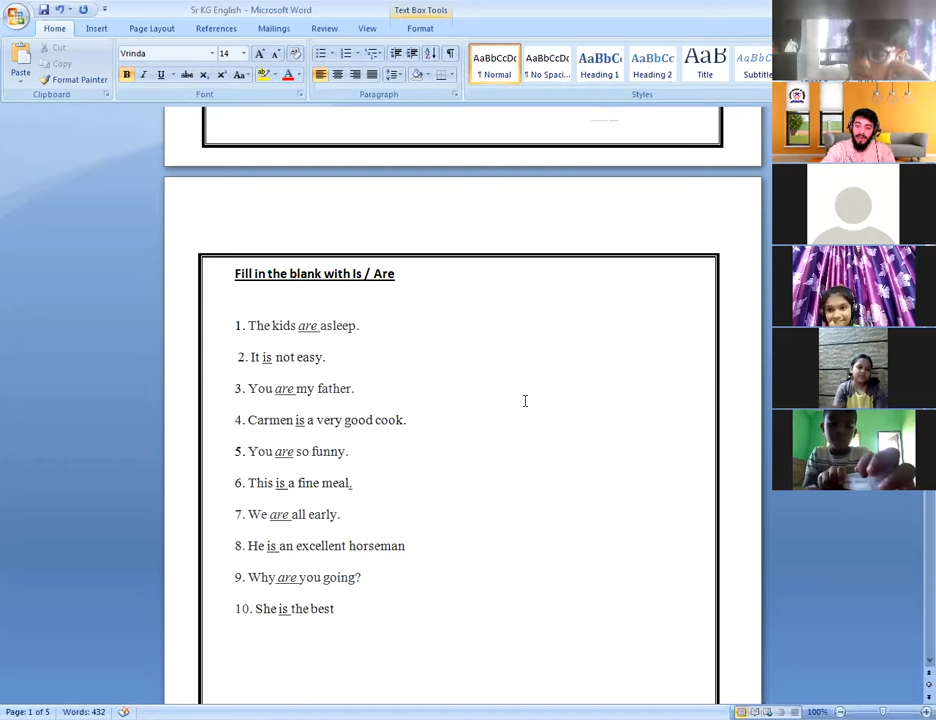 Sr KG English - Microsoft Word
Text Box Tools
Home
Insert
Page Layout
References
Mailings
Review
View
Format
Cut
Copy
Format Painter
Paste
Clipboard
Vrinda
14
Font
Paragraph
AaBbCcDc
AaBbCcDc
AaBbC
AaBbCc
AaB
AaBbCc
¶ Normal
¶ No Spaci...
Heading 1
Heading 2
Title
Subtitle
Styles
Fill in the blank with Is / Are
1. The kids are asleep.
2. It is not easy.
3. You are my father.
4. Carmen is a very good cook.
5. You are so funny.
6. This is a fine meal.
7. We are all early.
8. He is an excellent horseman
9. Why are you going?
10. She is the best
Page: 1 of 5
Words: 432
100%